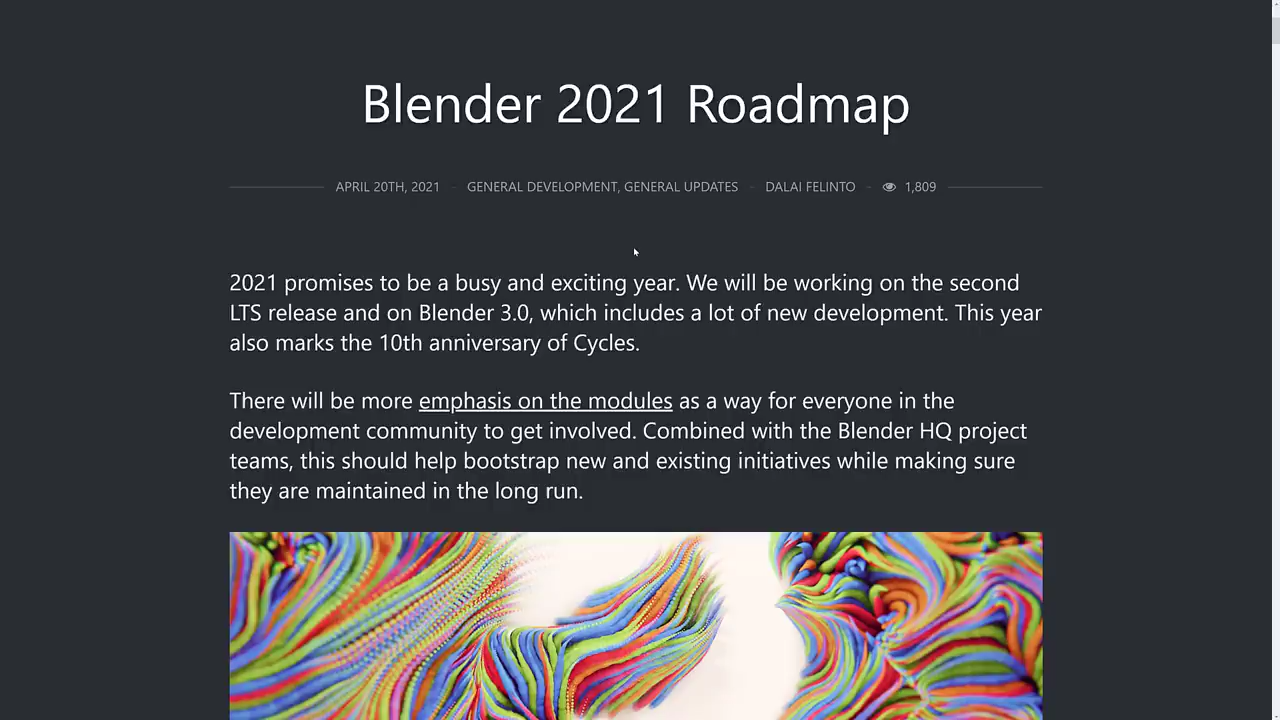 Blender 2021 Roadmap
APRIL 20TH, 2021 - GENERAL DEVELOPMENT, GENERAL UPDATES - DALAI FELINTO - 1,809
2021 promises to be a busy and exciting year. We will be working on the second
LTS release and on Blender 3.0, which includes a lot of new development. This year
also marks the 10th anniversary of Cycles.
There will be more emphasis on the modules as a way for everyone in the
development community to get involved. Combined with the Blender HQ project
teams, this should help bootstrap new and existing initiatives while making sure
they are maintained in the long run.